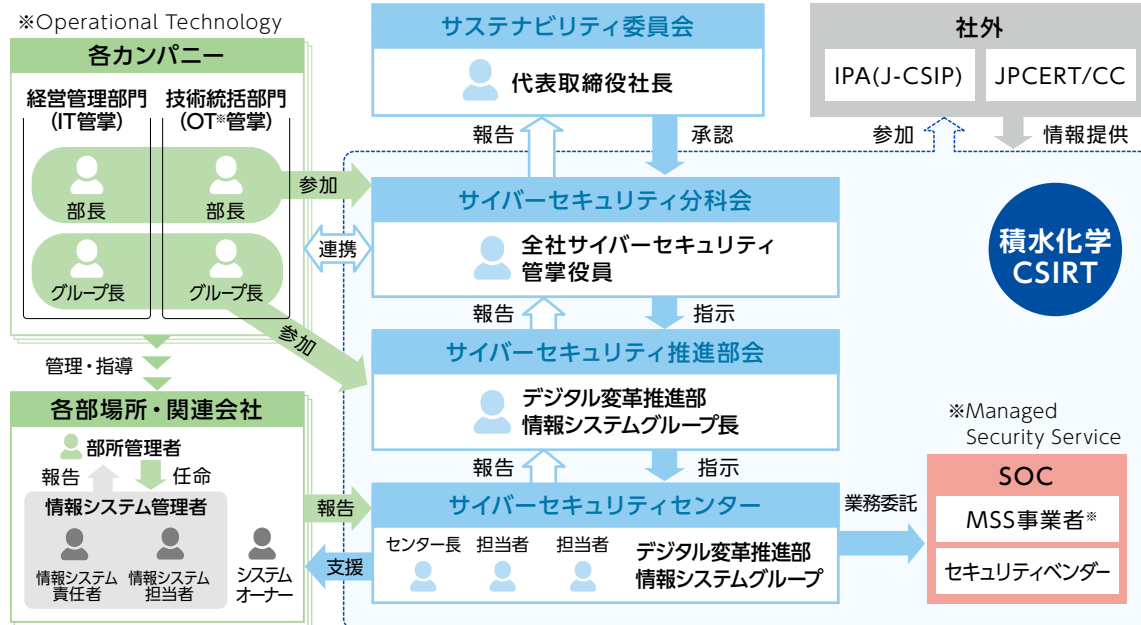 ※Operational Technology
各カンパニー
経営管理部門
(IT管掌)
技術統括部門
(OT※管掌)
部長
部長
グループ長
グループ長
参加
連携
参加
管理・指導
各部場所・関連会社
部所管理者
報告
任命
情報システム管理者
情報システム
責任者
情報システム
担当者
システム
オーナー
報告
支援
サステナビリティ委員会
代表取締役社長
報告
承認
サイバーセキュリティ分科会
全社サイバーセキュリティ
管掌役員
報告
指示
サイバーセキュリティ推進部会
デジタル変革推進部
情報システムグループ長
報告
指示
サイバーセキュリティセンター
センター長
担当者
担当者
デジタル変革推進部
情報システムグループ
社外
IPA(J-CSIP)
JPCERT/CC
参加
情報提供
積水化学
CSIRT
業務委託
※Managed
Security Service
SOC
MSS事業者※
セキュリティベンダー